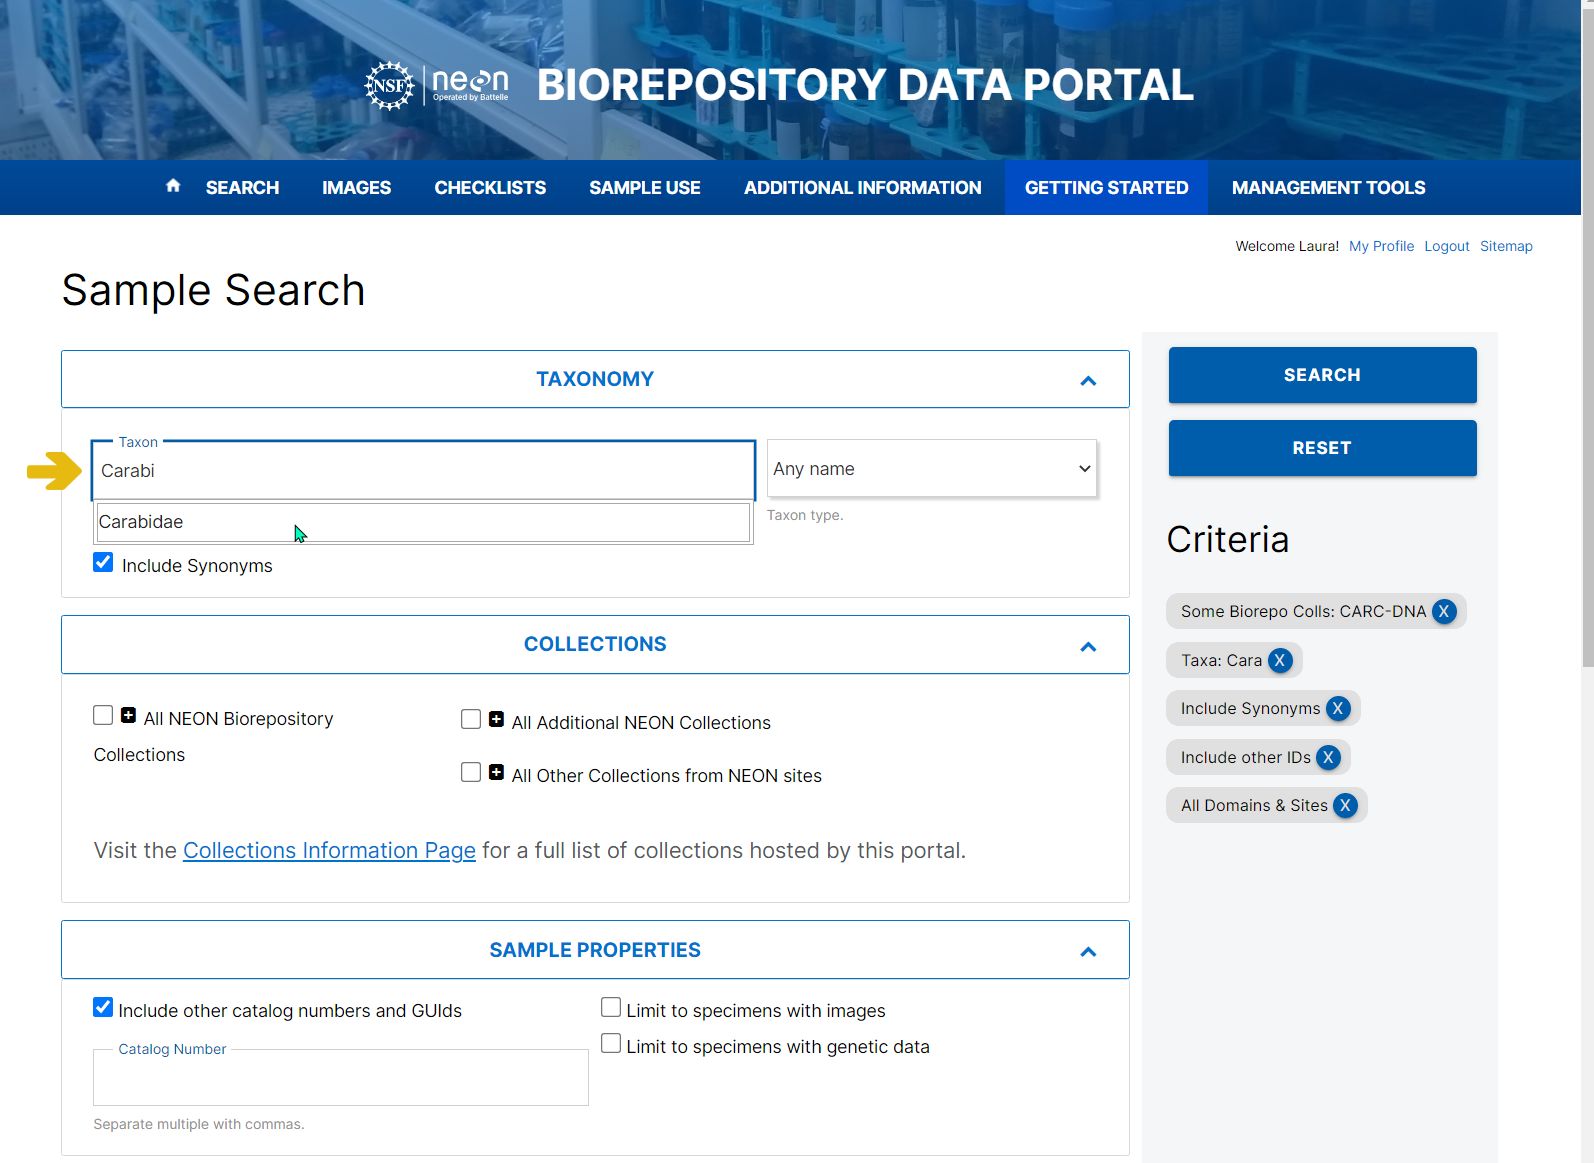 NSF
neon
Operated by Battelle
BIOREPOSITORY DATA PORTAL
SEARCH
IMAGES
CHECKLISTS
SAMPLE USE
ADDITIONAL INFORMATION
GETTING STARTED
MANAGEMENT TOOLS
Welcome Laura! My Profile Logout Sitemap
Sample Search
TAXONOMY
Taxon
Carabi
Carabidae
Any name
Taxon type.
Include Synonyms
COLLECTIONS
All NEON Biorepository
Collections
All Additional NEON Collections
All Other Collections from NEON sites
Visit the Collections Information Page for a full list of collections hosted by this portal.
SAMPLE PROPERTIES
Include other catalog numbers and GUIds
Catalog Number
Separate multiple with commas.
Limit to specimens with images
Limit to specimens with genetic data
SEARCH
RESET
Criteria
Some Biorepo Colls: CARC-DNA X
Taxa: Cara X
Include Synonyms X
Include other IDs X
All Domains & Sites X